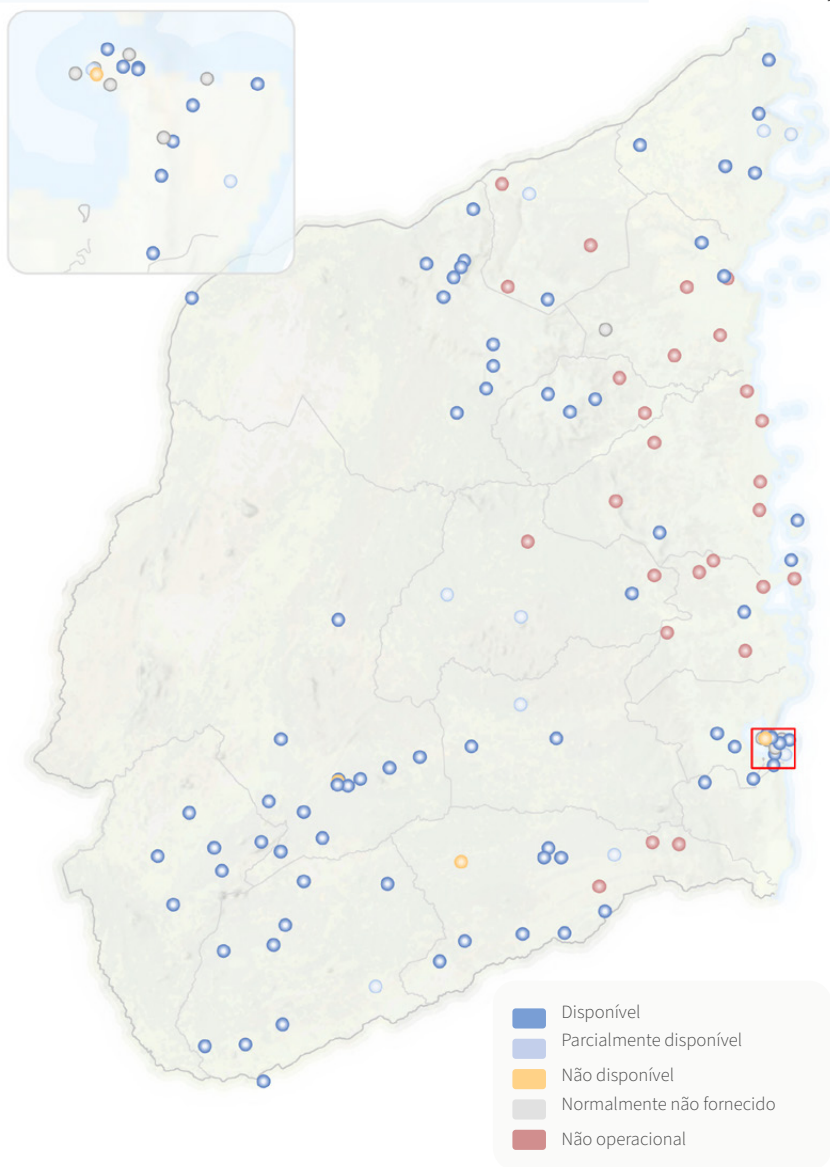 Disponível
Parcialmente disponível
Não disponível
Normalmente não fornecido
Não operacional